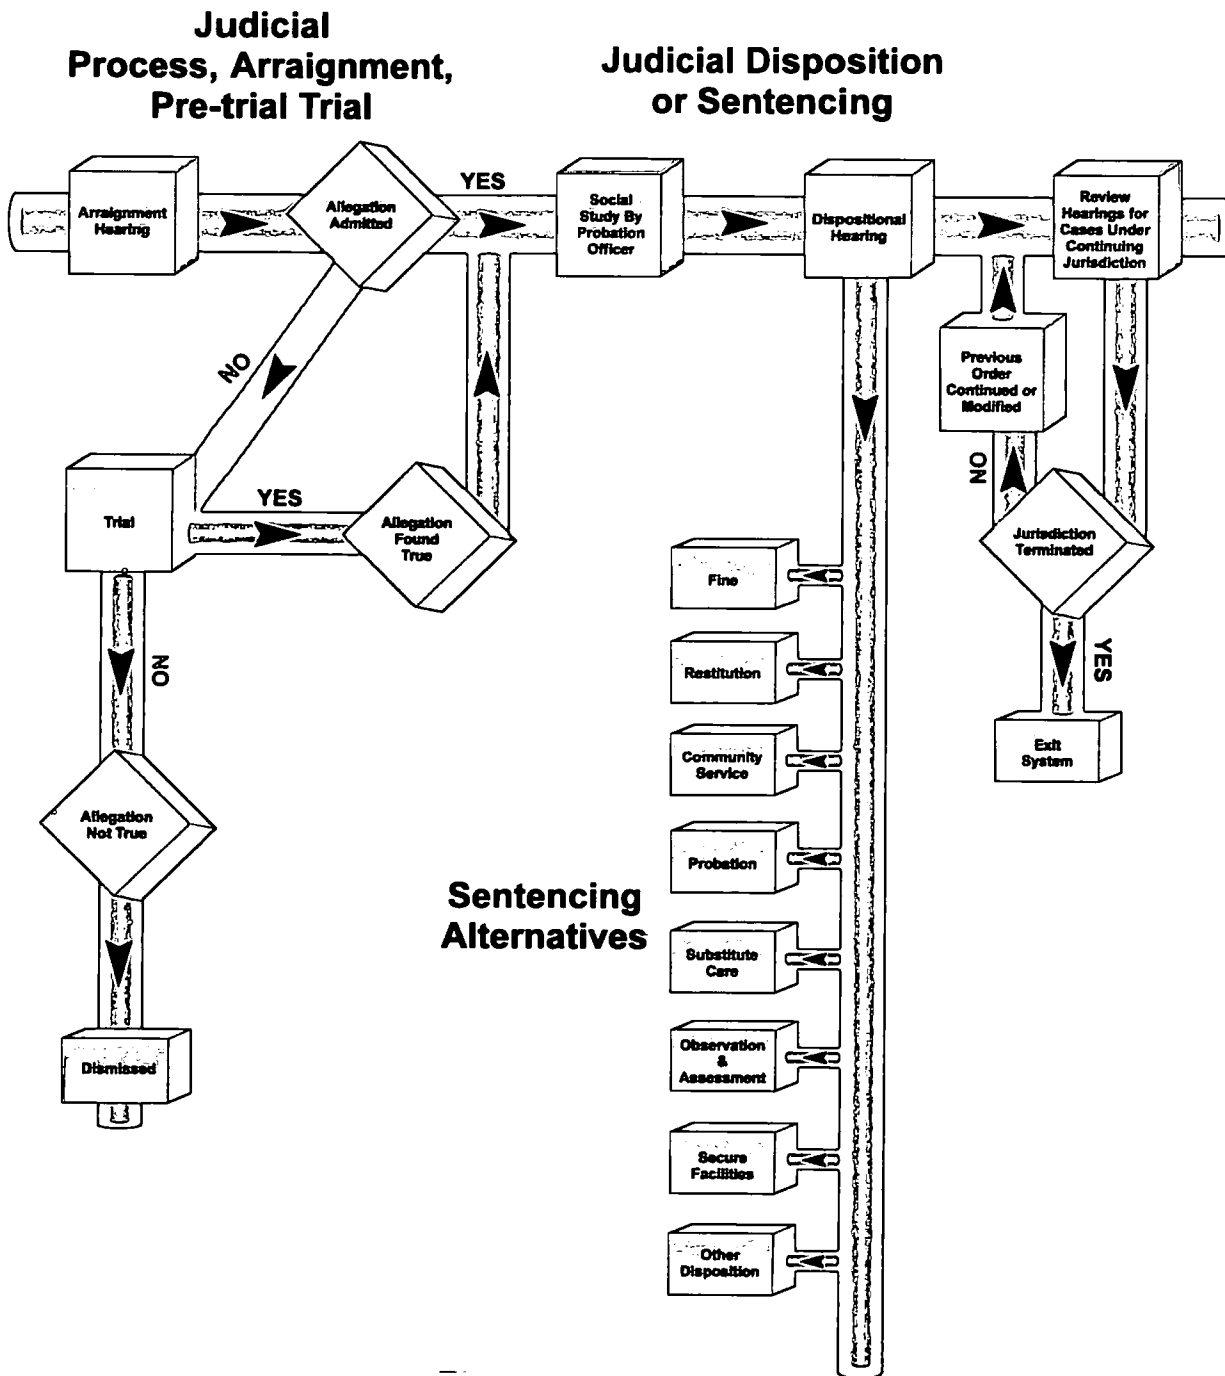 Judicial
Process, Arraignment,
Pre-trial Trial
Judicial Disposition
or Sentencing
Arraignment
Hearing
Allegation
Admitted
YES
Social
Study By
Probation
Officer
Dispositional
Hearing
Review
Hearings for
Cases Under
Continuing
Jurisdiction
NO
Previous
Order
Continued or
Modified
NO
Trial
YES
Allegation
Found
True
Jurisdiction
Terminated
NO
YES
Exit
System
Allegation
Not True
Dismissed
Sentencing
Alternatives
Fine
Restitution
Community
Service
Probation
Substitute
Care
Observation
&
Assessment
Secure
Facilities
Other
Disposition